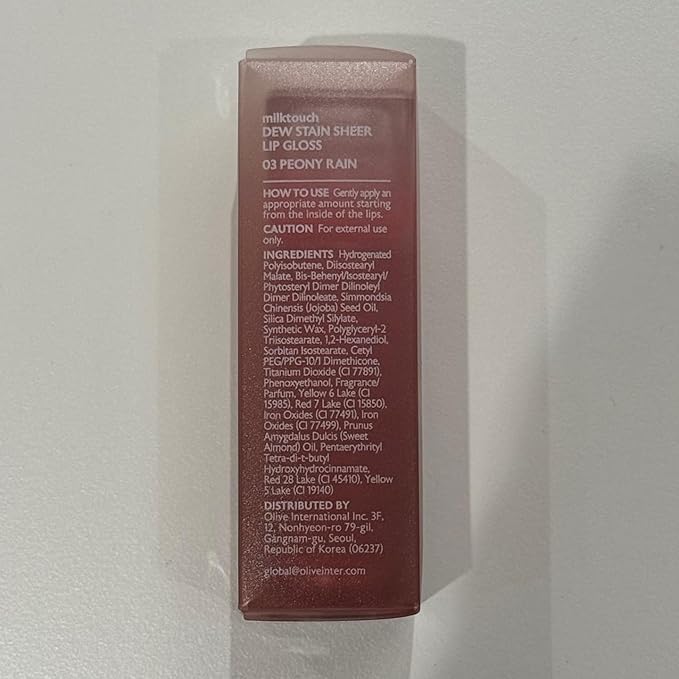 milktouch
DEW STAIN SHEER
LIP GLOSS
03 PEONY RAIN
HOW TO USE Gently apply an
appropriate amount starting
from the inside of the lips.
CAUTION For external use
only.
INGREDIENTS Hydrogenated
Polyisobutene, Diisostearyl
Malate, Bis-Behenyl/Isostearyl/
Phytosteryl Dimer Dilinoleyl
Dimer Dilinoleate, Simmondsia
Chinensis (Jojoba) Seed Oil,
Silica Dimethyl Silylate,
Synthetic Wax, Polyglyceryl-2
Triisostearate, 1,2-Hexanediol,
Sorbitan Isostearate, Cetyl
PEG/PPG-10/1 Dimethicone,
Titanium Dioxide (CI 77891),
Phenoxyethanol, Fragrance/
Parfum, Yellow 6 Lake (CI
15985), Red 7 Lake (CI 15850),
Iron Oxides (CI 77491), Iron
Oxides (CI 77499), Prunus
Amygdalus Dulcis (Sweet
Almond) Oil, Pentaerythrityl
Tetra-di-t-butyl
Hydroxyhydrocinnamate,
Red 28 Lake (CI 45410), Yellow
5 Lake (CI 19140)
DISTRIBUTED BY
Olive International Inc. 3F,
12, Nonhyeon-ro 79-gil,
Gangnam-gu, Seoul,
Republic of Korea (06237)
global@oliveinter.com